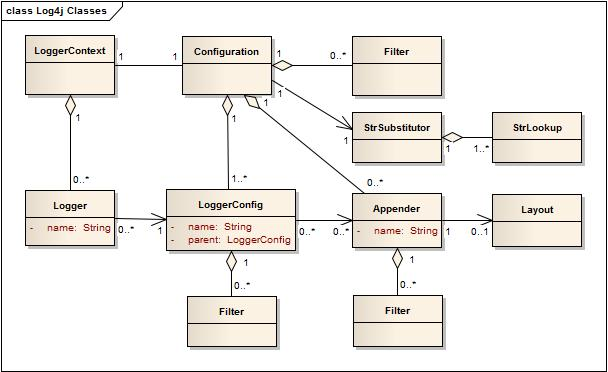 class Log4j Classes
LoggerContext
1
1
Configuration
1
0..*
Filter
1
1
1
1
StrSubstitutor
1
1..*
StrLookup
1
0..*
1..*
0..*
Logger
- name: String
0..*
1
LoggerConfig
- name: String
- parent: LoggerConfig
0..*
0..*
Appender
- name: String
1
0..1
Layout
1
0..*
Filter
1
0..*
Filter